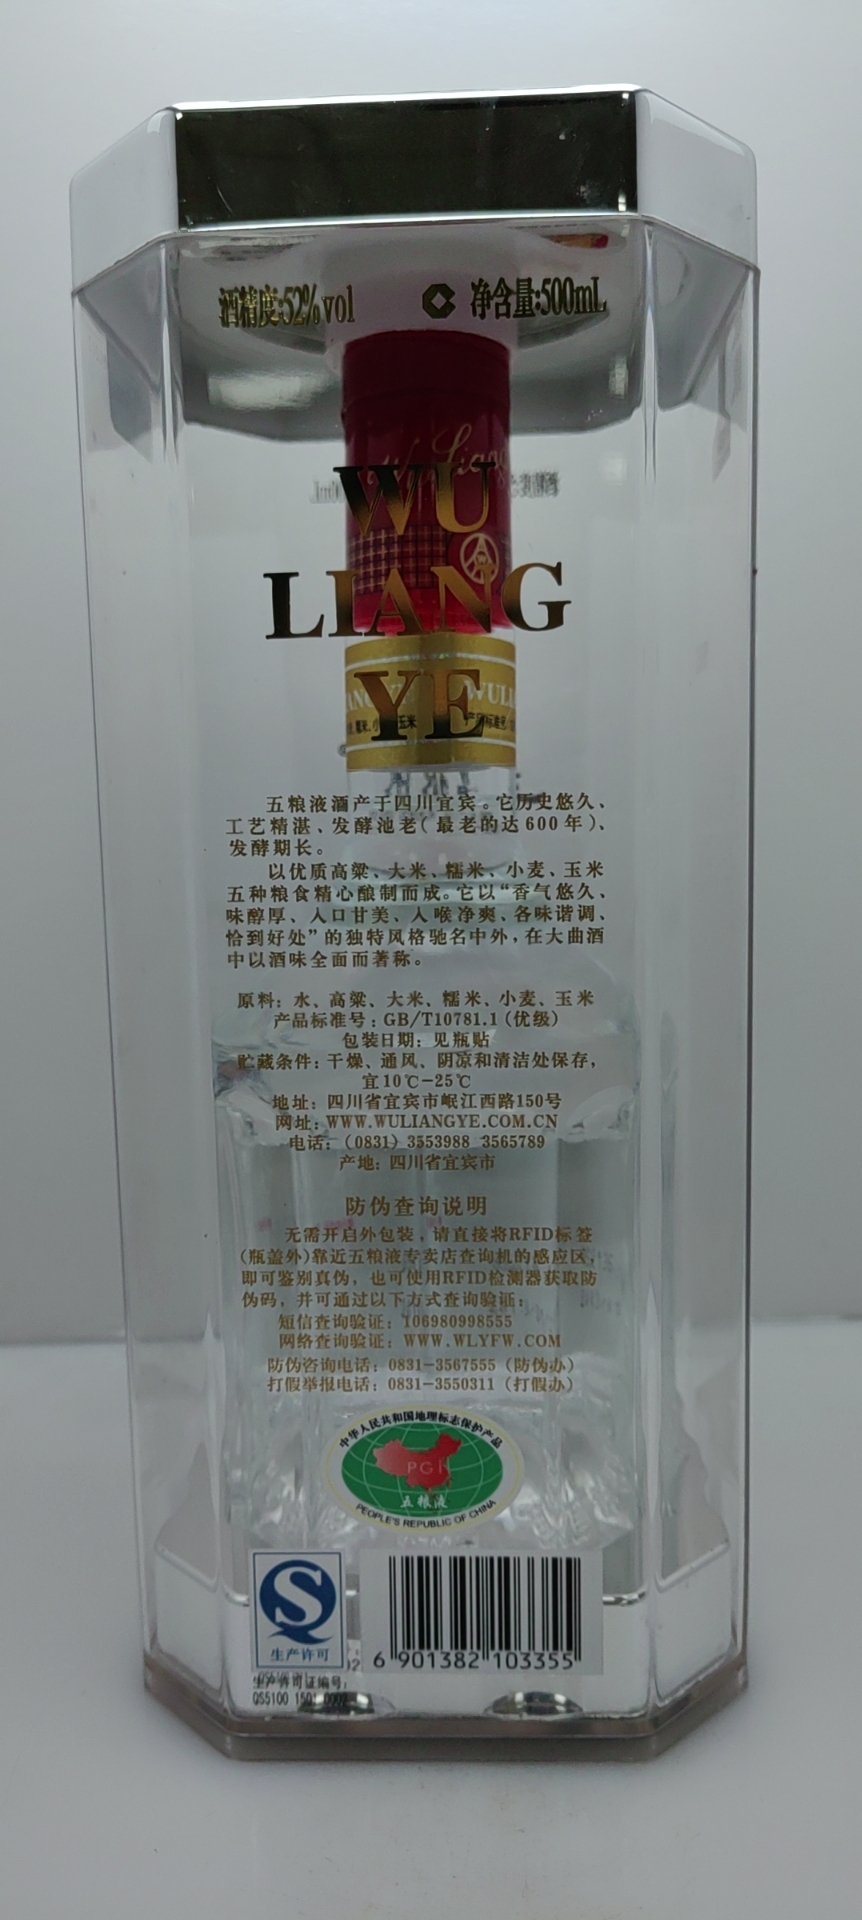 酒精度:52%vol 净含量:500mL
WU
LIANG
YE
五粮液酒产于四川宜宾。它历史悠久、
工艺精湛、发酵池老(最老的达600年)、
发酵期长。
以优质高粱、大米、糯米、小麦、玉米
五种粮食精心酿制而成。它以“香气悠久、
味醇厚、入口甘美、入喉净爽、各味谐调、
恰到好处”的独特风格驰名中外,在大曲酒
中以酒味全面而著称。
原料: 水、高粱、大米、糯米、小麦、玉米
产品标准号: GB/T10781.1(优级)
包装日期: 见瓶贴
贮藏条件: 干燥、通风、阴凉和清洁处保存,
宜10℃-25℃
地址: 四川省宜宾市岷江西路150号
网址: WWW.WULIANGYE.COM.CN
电话: (0831) 3553988 3565789
产地: 四川省宜宾市
防伪查询说明
无需开启外包装,请直接将RFID标签
(瓶盖外)靠近五粮液专卖店查询机的感应区,
即可鉴别真伪,也可使用RFID检测器获取防
伪码,并可通过以下方式查询验证:
短信查询验证: 106980998555
网络查询验证: WWW.WLYFW.COM
防伪咨询电话: 0831-3567555 (防伪办)
打假举报电话: 0831-3550311 (打假办)
中华人民共和国地理标志保护产品
PGI
五粮液
PEOPLE'S REPUBLIC OF CHINA
生产许可
6 901382 103355
生产许可证编号:
QS5100 1501 0002